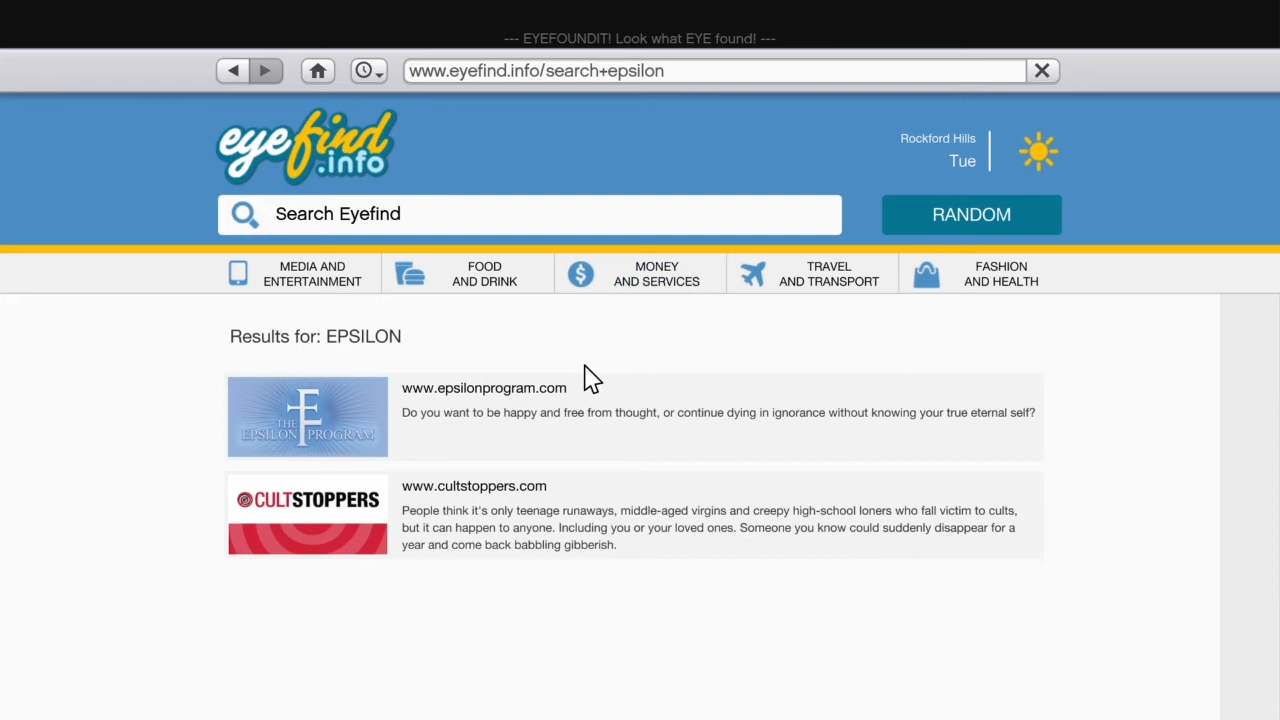 --- EYEFOUNDIT! Look what EYE found! ---
www.eyefind.info/search+epsilon
eyefind
.info
Rockford Hills
Tue
Search Eyefind
RANDOM
MEDIA AND
ENTERTAINMENT
FOOD
AND DRINK
MONEY
AND SERVICES
TRAVEL
AND TRANSPORT
FASHION
AND HEALTH
Results for: EPSILON
THE
EPSILON PROGRAM
www.epsilonprogram.com
Do you want to be happy and free from thought, or continue dying in ignorance without knowing your true eternal self?
CULTSTOPPERS
www.cultstoppers.com
People think it's only teenage runaways, middle-aged virgins and creepy high-school loners who fall victim to cults,
but it can happen to anyone. Including you or your loved ones. Someone you know could suddenly disappear for a
year and come back babbling gibberish.